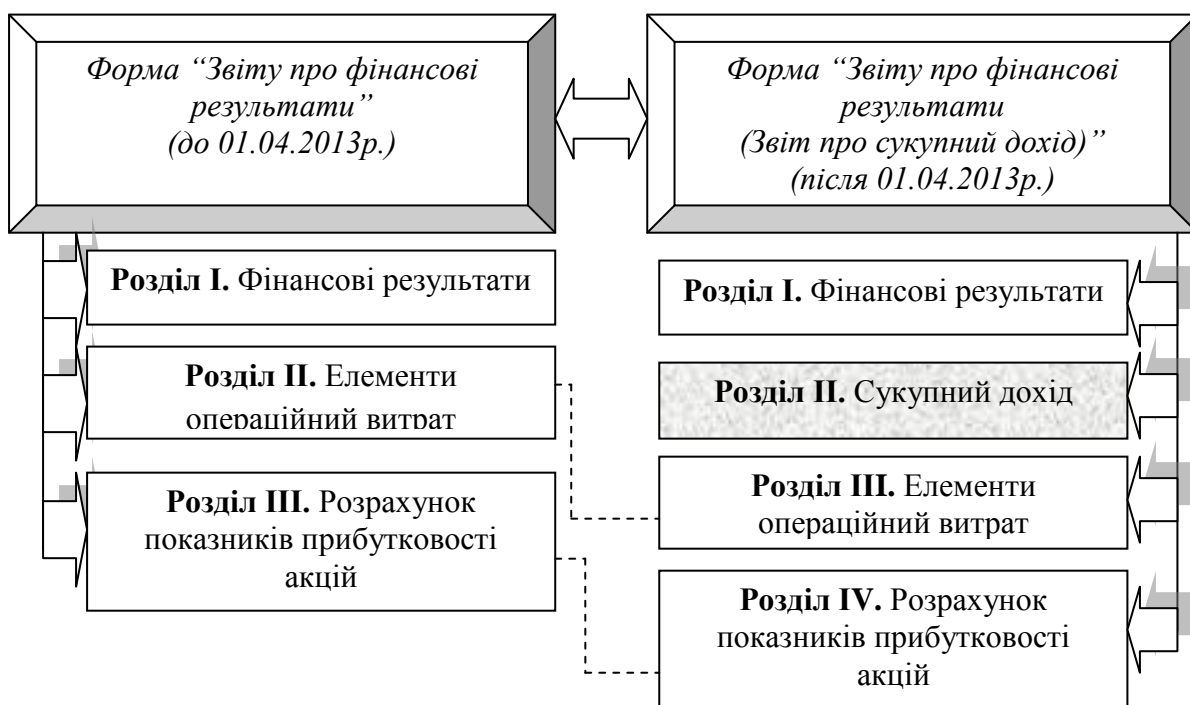 Форма “Звіту про фінансові
результати”
(до 01.04.2013р.)
Форма “Звіту про фінансові
результати
(Звіт про сукупний дохід)”
(після 01.04.2013р.)
Розділ І. Фінансові результати
Розділ ІІ. Елементи
операційний витрат
Розділ ІІІ. Розрахунок
показників прибутковості
акцій
Розділ І. Фінансові результати
Розділ ІІ. Сукупний дохід
Розділ ІІІ. Елементи
операційний витрат
Розділ IV. Розрахунок
показників прибутковості
акцій